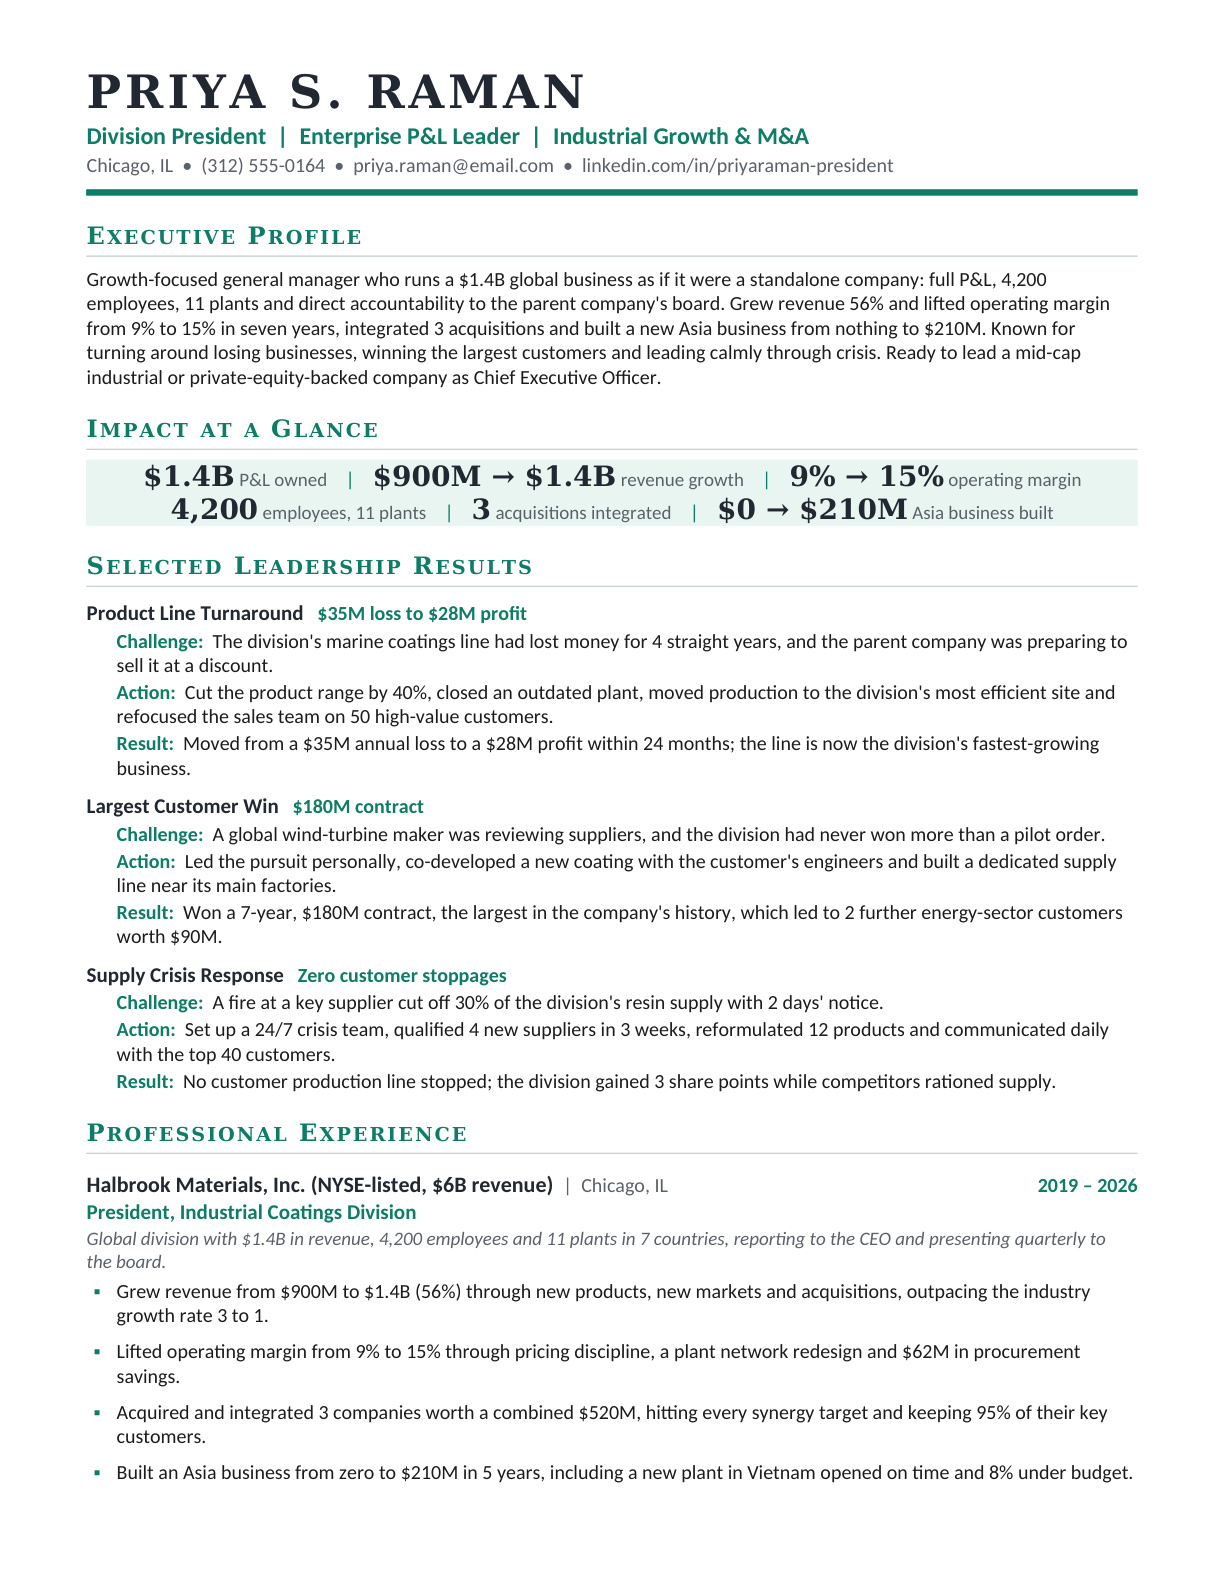 PRIYA S. RAMAN
Division President | Enterprise P&L Leader | Industrial Growth & M&A
Chicago, IL • (312) 555-0164 • priya.raman@email.com • linkedin.com/in/priyaraman-president
EXECUTIVE PROFILE
Growth-focused general manager who runs a $1.4B global business as if it were a standalone company: full P&L, 4,200
employees, 11 plants and direct accountability to the parent company's board. Grew revenue 56% and lifted operating margin
from 9% to 15% in seven years, integrated 3 acquisitions and built a new Asia business from nothing to $210M. Known for
turning around losing businesses, winning the largest customers and leading calmly through crisis. Ready to lead a mid-cap
industrial or private-equity-backed company as Chief Executive Officer.
IMPACT AT A GLANCE
$1.4B P&L owned | $900M → $1.4B revenue growth | 9% → 15% operating margin
4,200 employees, 11 plants | 3 acquisitions integrated | $0 → $210M Asia business built
SELECTED LEADERSHIP RESULTS
Product Line Turnaround $35M loss to $28M profit
Challenge: The division's marine coatings line had lost money for 4 straight years, and the parent company was preparing to
sell it at a discount.
Action: Cut the product range by 40%, closed an outdated plant, moved production to the division's most efficient site and
refocused the sales team on 50 high-value customers.
Result: Moved from a $35M annual loss to a $28M profit within 24 months; the line is now the division's fastest-growing
business.
Largest Customer Win $180M contract
Challenge: A global wind-turbine maker was reviewing suppliers, and the division had never won more than a pilot order.
Action: Led the pursuit personally, co-developed a new coating with the customer's engineers and built a dedicated supply
line near its main factories.
Result: Won a 7-year, $180M contract, the largest in the company's history, which led to 2 further energy-sector customers
worth $90M.
Supply Crisis Response Zero customer stoppages
Challenge: A fire at a key supplier cut off 30% of the division's resin supply with 2 days' notice.
Action: Set up a 24/7 crisis team, qualified 4 new suppliers in 3 weeks, reformulated 12 products and communicated daily
with the top 40 customers.
Result: No customer production line stopped; the division gained 3 share points while competitors rationed supply.
PROFESSIONAL EXPERIENCE
Halbrook Materials, Inc. (NYSE-listed, $6B revenue) | Chicago, IL 2019 – 2026
President, Industrial Coatings Division
Global division with $1.4B in revenue, 4,200 employees and 11 plants in 7 countries, reporting to the CEO and presenting quarterly to
the board.
▪ Grew revenue from $900M to $1.4B (56%) through new products, new markets and acquisitions, outpacing the industry
growth rate 3 to 1.
▪ Lifted operating margin from 9% to 15% through pricing discipline, a plant network redesign and $62M in procurement
savings.
▪ Acquired and integrated 3 companies worth a combined $520M, hitting every synergy target and keeping 95% of their key
customers.
▪ Built an Asia business from zero to $210M in 5 years, including a new plant in Vietnam opened on time and 8% under budget.